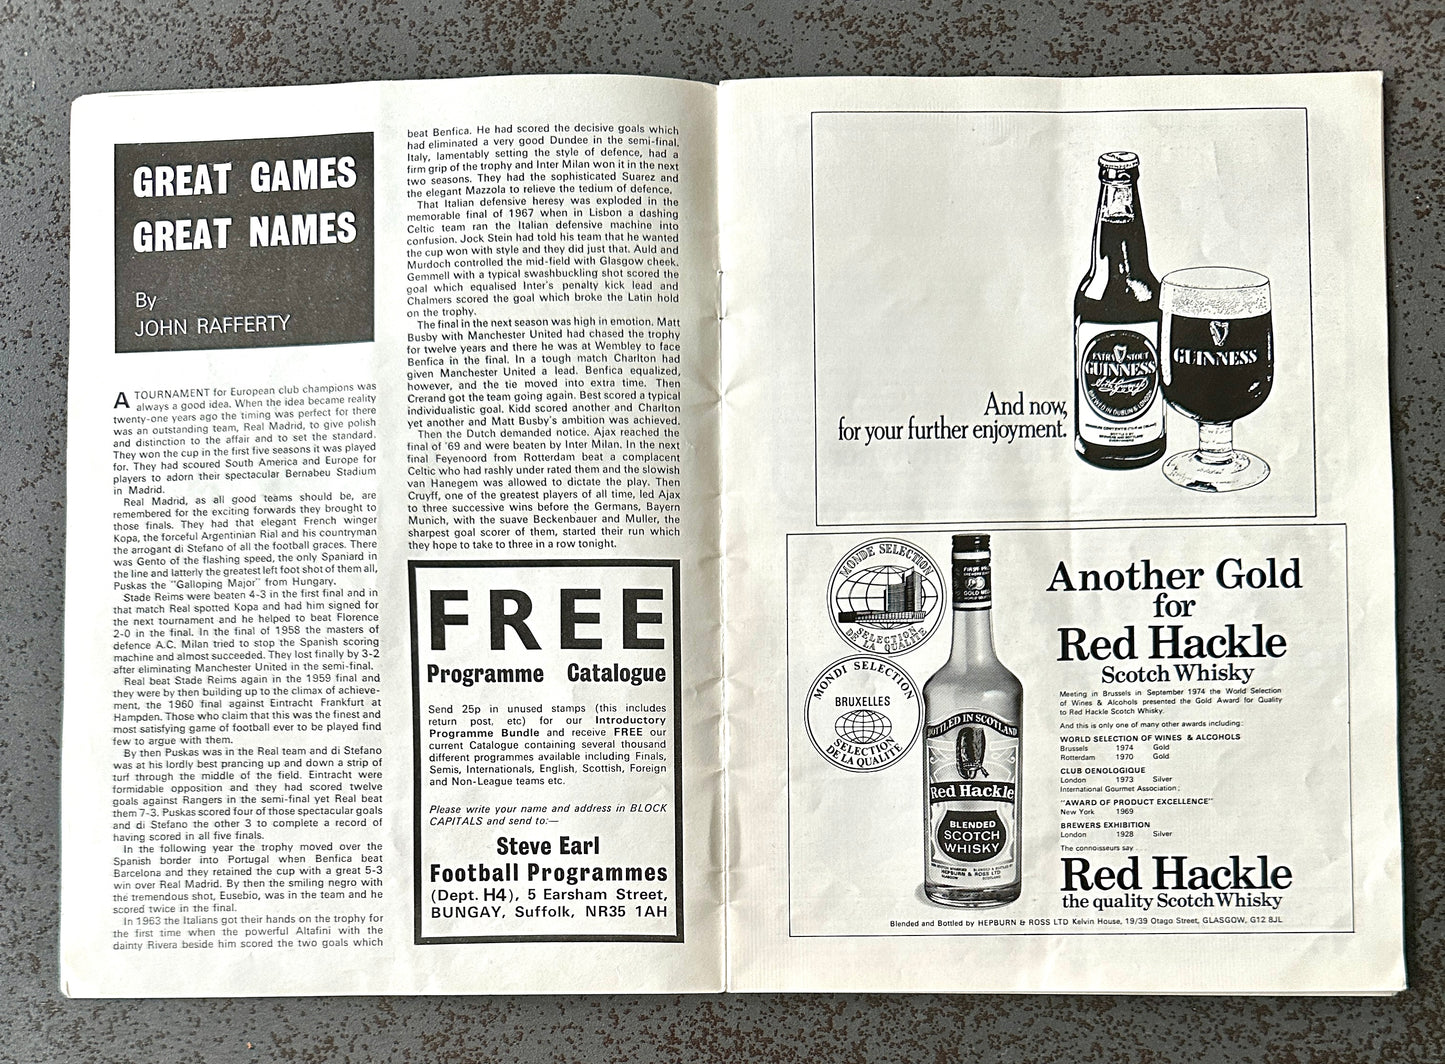 GREAT GAMES
GREAT NAMES
By
JOHN RAFFERTY
A TOURNAMENT for European club champions was
always a good idea. When the idea became reality
twenty-one years ago the timing was perfect for there
was an outstanding team, Real Madrid, to give polish
and distinction to the affair and to set the standard.
They won the cup in the first five seasons it was played
for. They had scoured South America and Europe for
players to adorn their spectacular Bernabeu Stadium
in Madrid.
Real Madrid, as all good teams should be, are
remembered for the exciting forwards they brought to
those finals. They had that elegant French winger
Kopa, the forceful Argentinian Rial and his countryman
the arrogant di Stefano of all the football graces. There
was Gento of the flashing speed, the only Spaniard in
the line and latterly the greatest left foot shot of them all,
Puskas the "Galloping Major" from Hungary.
Stade Reims were beaten 4-3 in the first final and in
that match Real spotted Kopa and had him signed for
the next tournament and he helped to beat Florence
2-0 in the final. In the final of 1958 the masters of
defence A.C. Milan tried to stop the Spanish scoring
machine and almost succeeded. They lost finally by 3-2
after eliminating Manchester United in the semi-final.
Real beat Stade Reims again in the 1959 final and
they were by then building up to the climax of achieve-
ment, the 1960 final against Eintracht Frankfurt at
Hampden. Those who claim that this was the finest and
most satisfying game of football ever to be played find
few to argue with them.
By then Puskas was in the Real team and di Stefano
was at his lordly best prancing up and down a strip of
turf through the middle of the field. Eintracht were
formidable opposition and they had scored twelve
goals against Rangers in the semi-final yet Real beat
them 7-3. Puskas scored four of those spectacular goals
and di Stefano the other 3 to complete a record of
having scored in all five finals.
In the following year the trophy moved over the
Spanish border into Portugal when Benfica beat
Barcelona and they retained the cup with a great 5-3
win over Real Madrid. By then the smiling negro with
the tremendous shot, Eusebio, was in the team and he
scored twice in the final.
In 1963 the Italians got their hands on the trophy for
the first time when the powerful Altafini with the
dainty Rivera beside him scored the two goals which
beat Benfica. He had scored the decisive goals which
had eliminated a very good Dundee in the semi-final.
Italy, lamentably setting the style of defence, had a
firm grip of the trophy and Inter Milan won it in the next
two seasons. They had the sophisticated Suarez and
the elegant Mazzola to relieve the tedium of defence.
That Italian defensive heresy was exploded in the
memorable final of 1967 when in Lisbon a dashing
Celtic team ran the Italian defensive machine into
confusion. Jock Stein had told his team that he wanted
the cup won with style and they did just that. Auld and
Murdoch controlled the mid-field with Glasgow cheek.
Gemmell with a typical swashbuckling shot scored the
goal which equalised Inter's penalty kick lead and
Chalmers scored the goal which broke the Latin hold
on the trophy.
The final in the next season was high in emotion. Matt
Busby with Manchester United had chased the trophy
for twelve years and there he was at Wembley to face
Benfica in the final. In a tough match Charlton had
given Manchester United a lead. Benfica equalized,
however, and the tie moved into extra time. Then
Crerand got the team going again. Best scored a typical
individualistic goal. Kidd scored another and Charlton
yet another and Matt Busby's ambition was achieved.
Then the Dutch demanded notice. Ajax reached the
final of '69 and were beaten by Inter Milan. In the next
final Feyenoord from Rotterdam beat a complacent
Celtic who had rashly under rated them and the slowish
van Hanegem was allowed to dictate the play. Then
Cruyff, one of the greatest players of all time, led Ajax
to three successive wins before the Germans, Bayern
Munich, with the suave Beckenbauer and Muller, the
sharpest goal scorer of them, started their run which
they hope to take to three in a row tonight.
FREE
Programme Catalogue
Send 25p in unused stamps (this includes
return post, etc) for our Introductory
Programme Bundle and receive FREE our
current Catalogue containing several thousand
different programmes available including Finals,
Semis, Internationals, English, Scottish, Foreign
and Non-League teams etc.
Please write your name and address in BLOCK
CAPITALS and send to:—
Steve Earl
Football Programmes
(Dept. H4), 5 Earsham Street,
BUNGAY, Suffolk, NR35 1AH
And now,
for your further enjoyment.
EXTRA STOUT
GUINNESS
BREWED IN DUBLIN & LONDON
GUINNESS
MONDE SELECTION
SELECTION
DE LA QUALITE
MONDI SELECTION
BRUXELLES
SELECTION
DE LA QUALITE
BOTTLED IN SCOTLAND
Red Hackle
BLENDED
SCOTCH
WHISKY
HEPBURN & ROSS LTD
GLASGOW SCOTLAND
Another Gold
for
Red Hackle
Scotch Whisky
Meeting in Brussels in September 1974 the World Selection
of Wines & Alcohols presented the Gold Award for Quality
to Red Hackle Scotch Whisky.
And this is only one of many other awards including:
WORLD SELECTION OF WINES & ALCOHOLS
Brussels 1974 Gold
Rotterdam 1970 Gold
CLUB OENOLOGIQUE
London 1973 Silver
International Gourmet Association;
"AWARD OF PRODUCT EXCELLENCE"
New York 1969
BREWERS EXHIBITION
London 1928 Silver
The connoisseurs say . . .
Red Hackle
the quality Scotch Whisky
Blended and Bottled by HEPBURN & ROSS LTD Kelvin House, 19/39 Otago Street, GLASGOW, G12 8JL